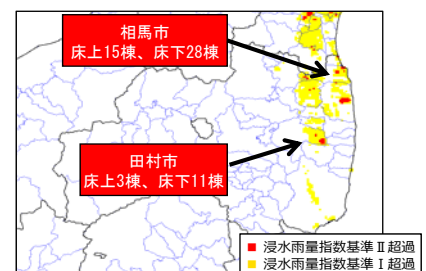 相馬市
床上15棟、床下28棟
田村市
床上3棟、床下11棟
■ 浸水雨量指数基準Ⅱ超過
■ 浸水雨量指数基準Ⅰ超過